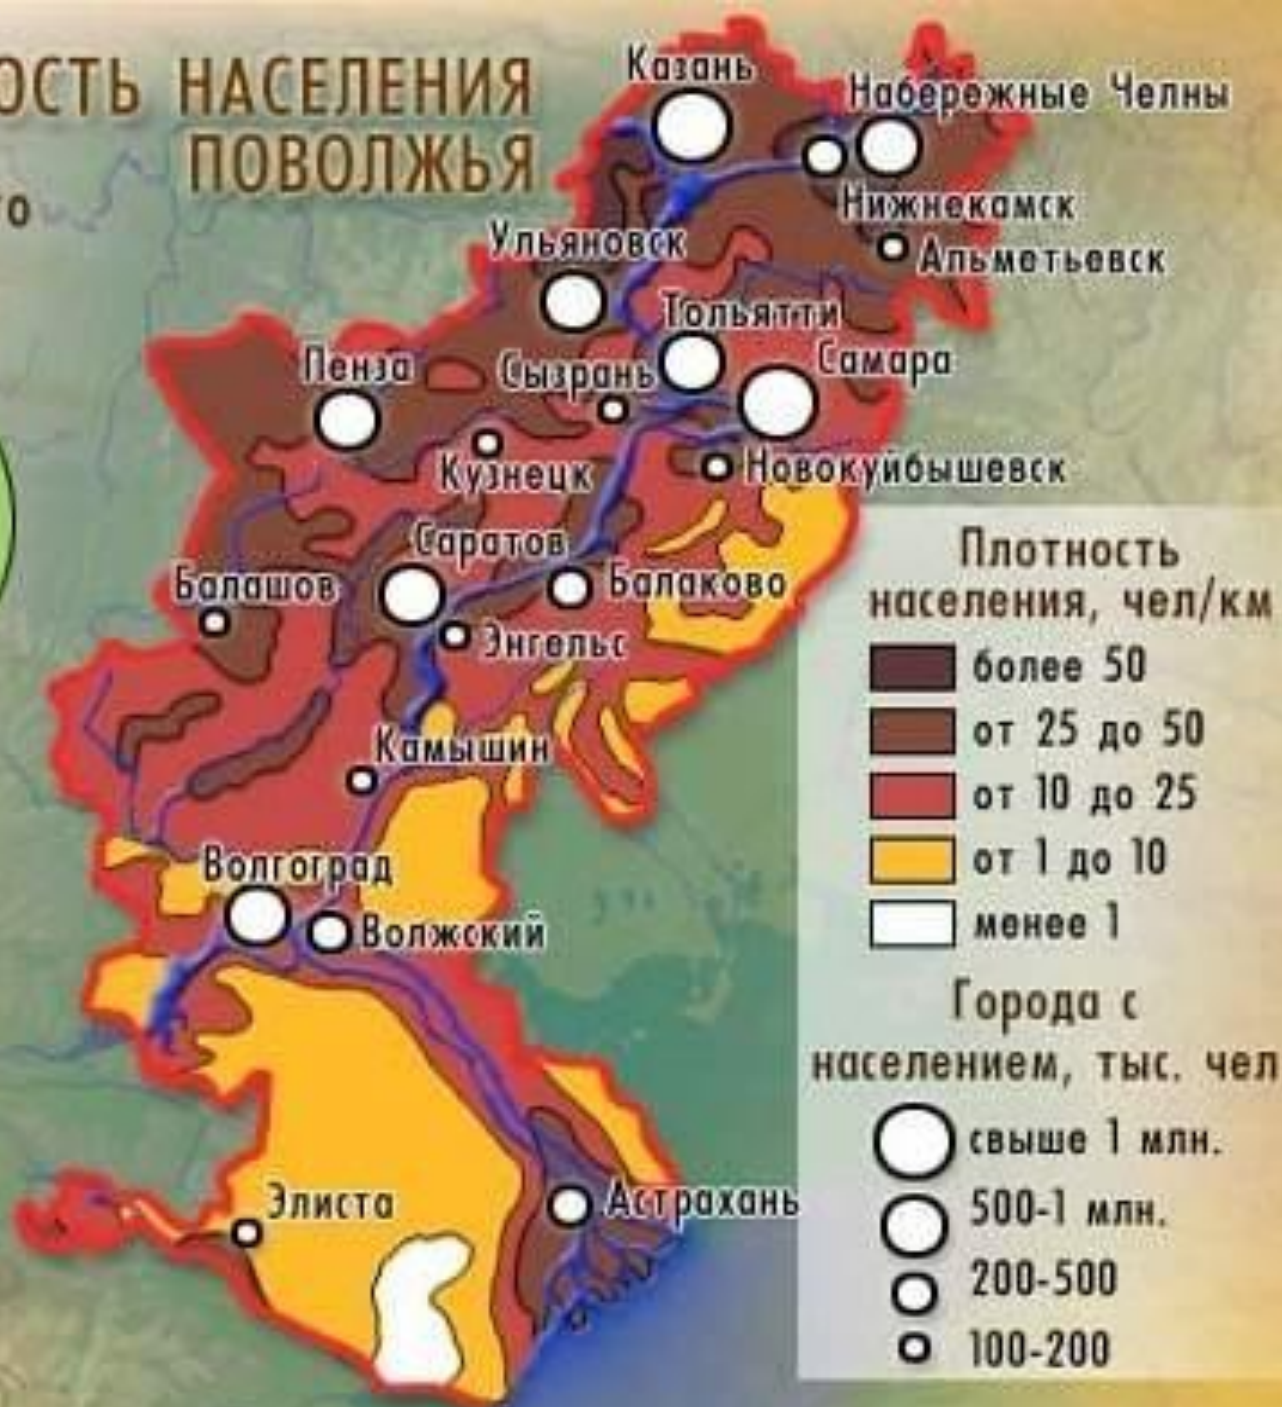 ОСТЬ НАСЕЛЕНИЯ
ПОВОЛЖЬЯ
го
Казань
Набережные Челны
Нижнекамск
Альметьевск
Ульяновск
Тольятти
Самара
Сызрань
Пенза
Кузнецк
Новокуйбышевск
Саратов
Балаково
Балашов
Энгельс
Камышин
Волгоград
Волжский
Элиста
Астрахань
Плотность
населения, чел/км
более 50
от 25 до 50
от 10 до 25
от 1 до 10
менее 1
Города с
населением, тыс. чел
свыше 1 млн.
500-1 млн.
200-500
100-200